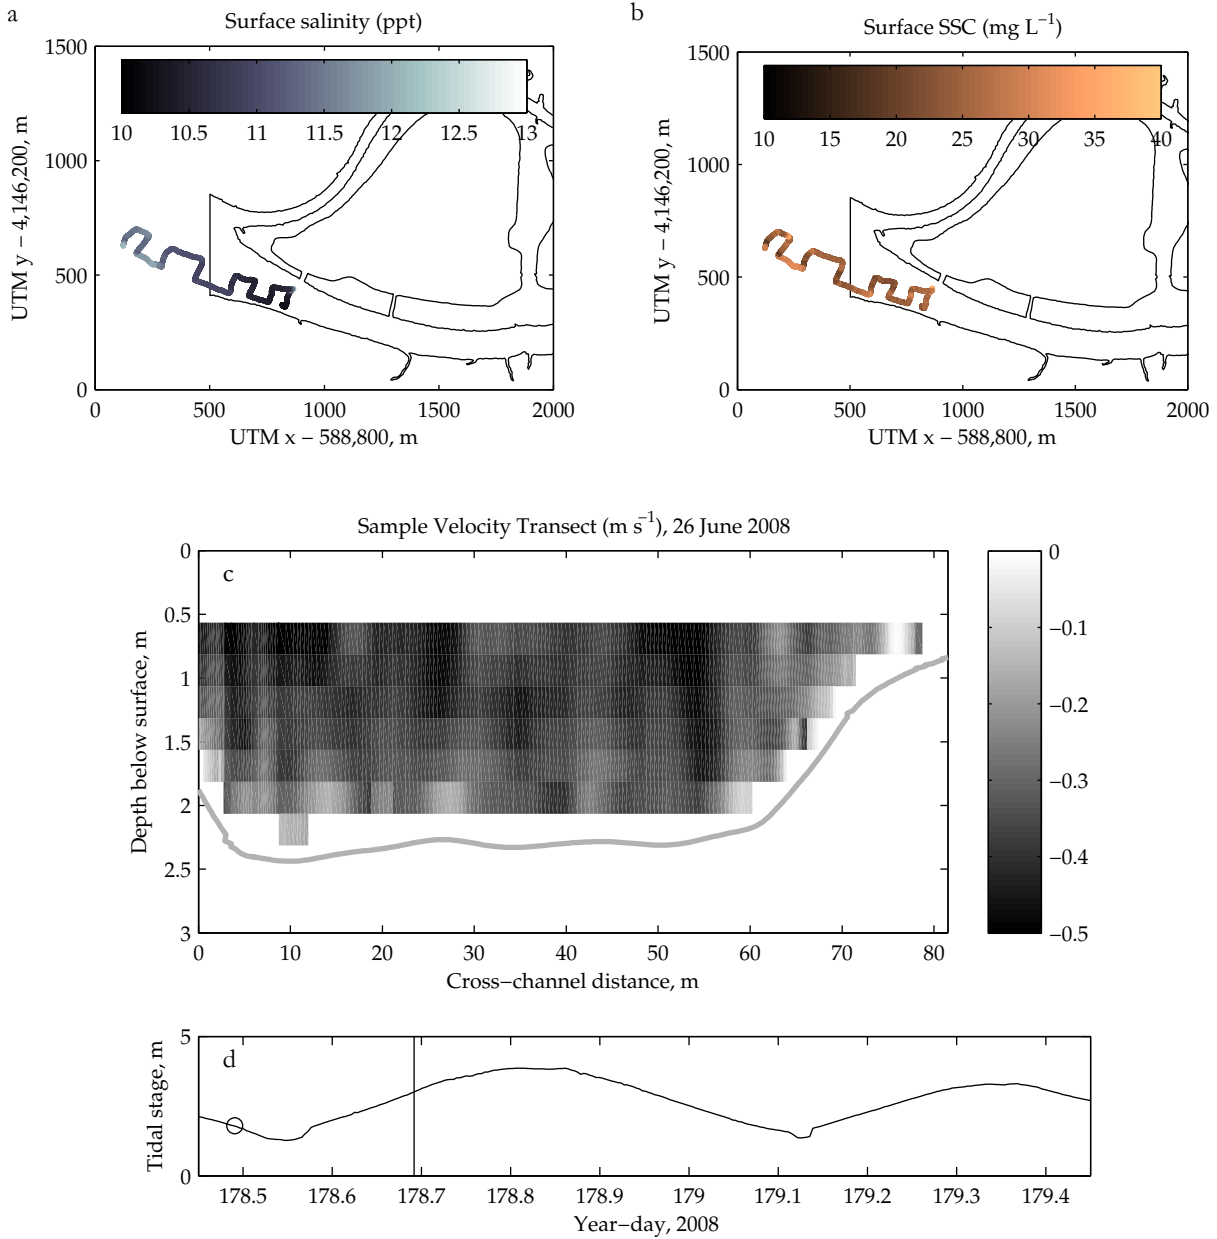 a
Surface salinity (ppt)
1500
1000
500
0
UTM y − 4,146,200, m
10 10.5 11 11.5 12 12.5 13
0 500 1000 1500 2000
UTM x − 588,800, m
b
Surface SSC (mg L−1)
1500
1000
500
0
UTM y − 4,146,200, m
10 15 20 25 30 35 40
0 500 1000 1500 2000
UTM x − 588,800, m
Sample Velocity Transect (m s−1), 26 June 2008
c
0
0.5
1
1.5
2
2.5
3
Depth below surface, m
0 10 20 30 40 50 60 70 80
Cross−channel distance, m
0
−0.1
−0.2
−0.3
−0.4
−0.5
d
5
0
Tidal stage, m
178.5 178.6 178.7 178.8 178.9 179 179.1 179.2 179.3 179.4
Year−day, 2008